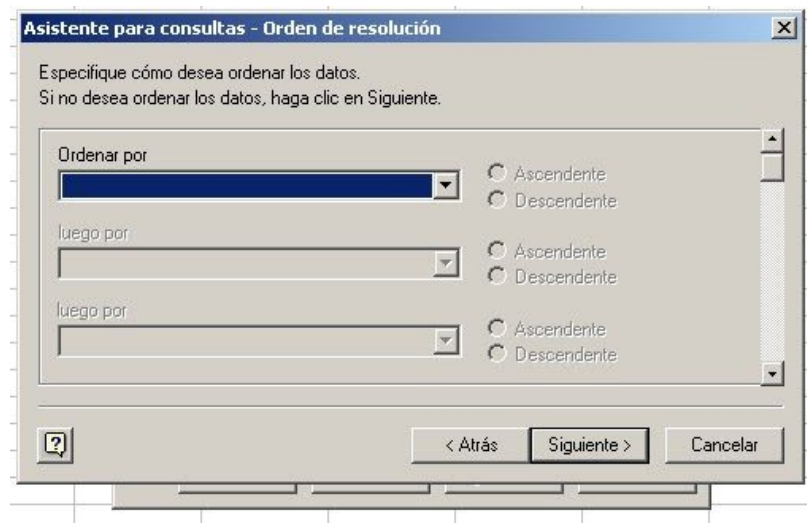 Asistente para consultas - Orden de resolución
Especifique cómo desea ordenar los datos.
Si no desea ordenar los datos, haga clic en Siguiente.
Ordenar por
Ascendente
Descendente
luego por
Ascendente
Descendente
luego por
Ascendente
Descendente
< Atrás
Siguiente >
Cancelar